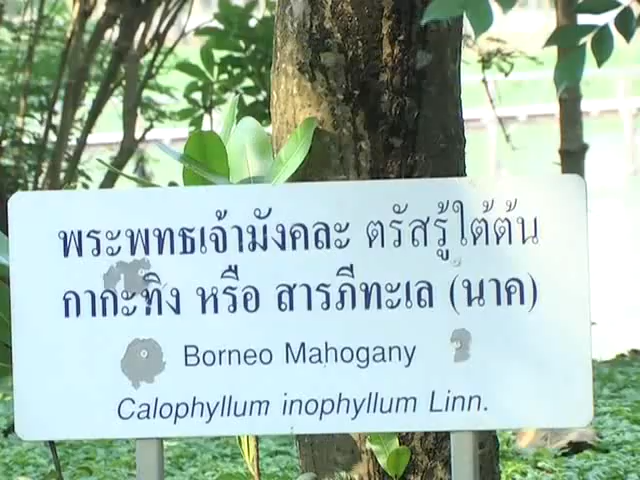 พระพุทธเจ้ามังคละ ตรัสรู้ใต้ต้น
กากะทิง หรือ สารภีทะเล (นาค)
Borneo Mahogany
Calophyllum inophyllum Linn.